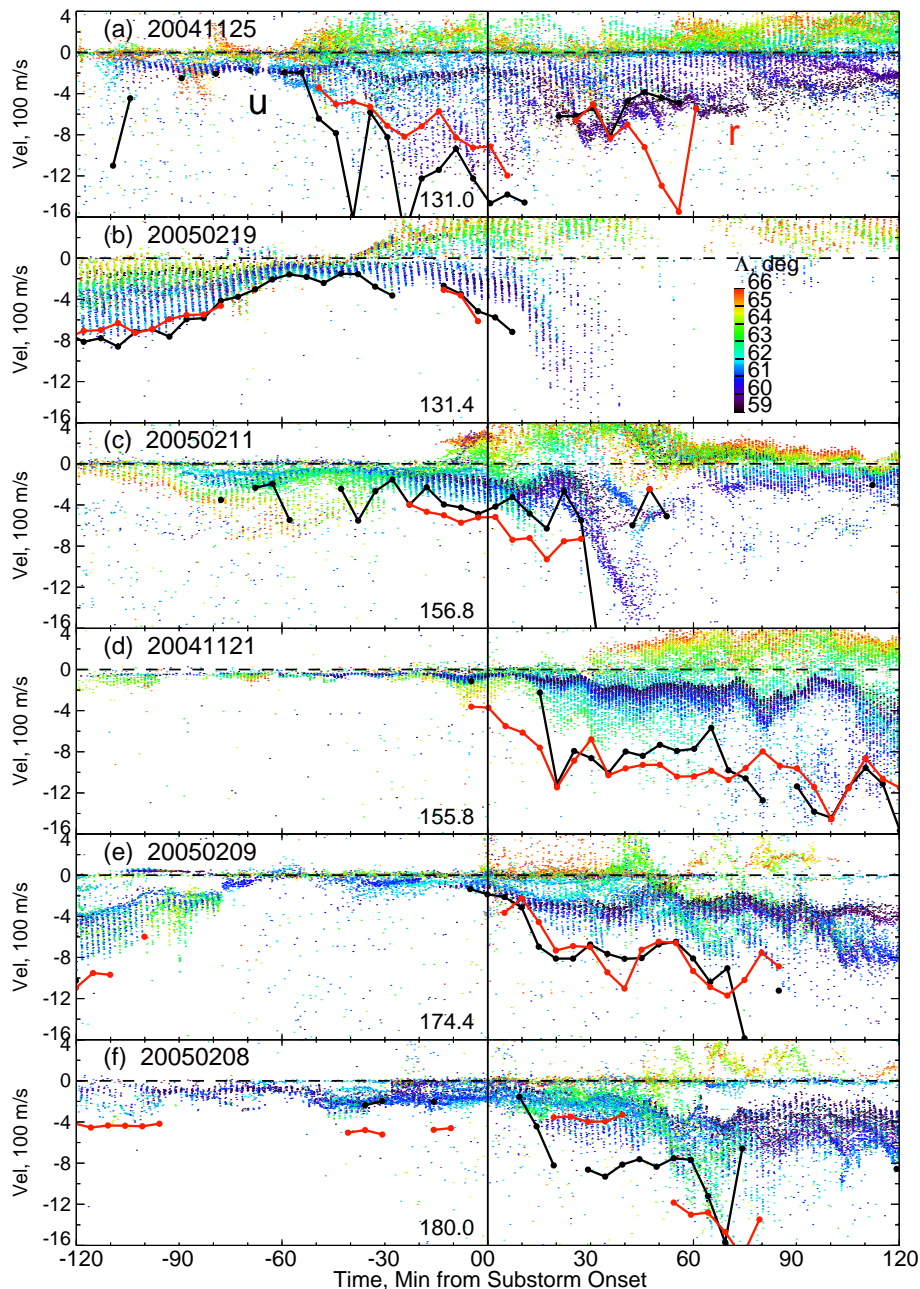 (a) 20041125
Vel, 100 m/s
4
0
-4
-8
-12
-16
u
r
131.0
(b) 20050219
Vel, 100 m/s
4
0
-4
-8
-12
-16
Λ, deg
66
65
64
63
62
61
60
59
131.4
(c) 20050211
Vel, 100 m/s
4
0
-4
-8
-12
-16
156.8
(d) 20041121
Vel, 100 m/s
4
0
-4
-8
-12
-16
155.8
(e) 20050209
Vel, 100 m/s
4
0
-4
-8
-12
-16
174.4
(f) 20050208
Vel, 100 m/s
4
0
-4
-8
-12
-16
180.0
-120 -90 -60 -30 00 30 60 90 120
Time, Min from Substorm Onset